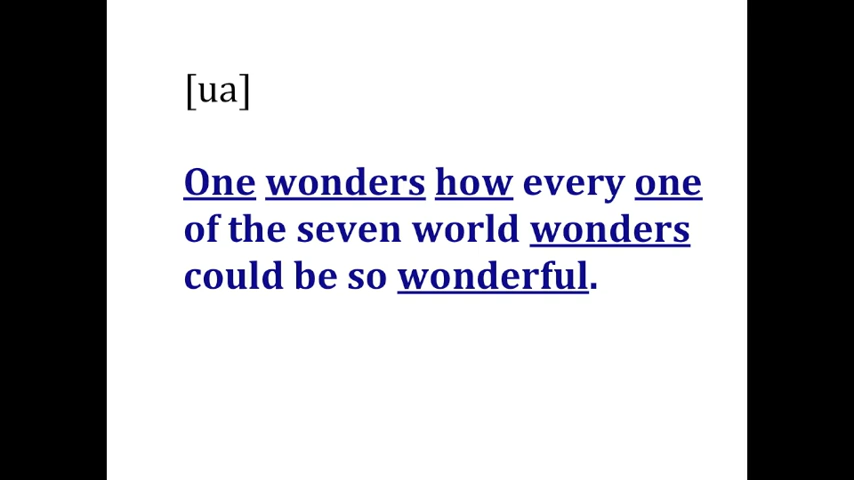 [ua]
One wonders how every one
of the seven world wonders
could be so wonderful.